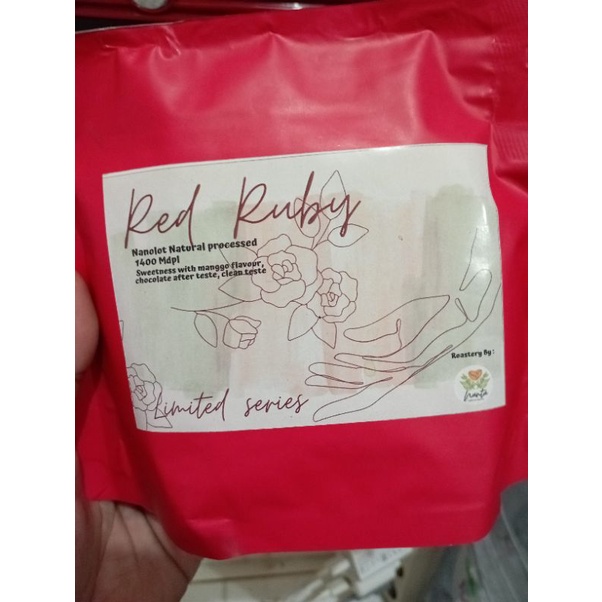 Red Ruby
Nanolot Natural processed
1400 Mdpl
Sweetness with manggo flavour,
chocolate after teste, clean teste
Roastery By :
Limited series